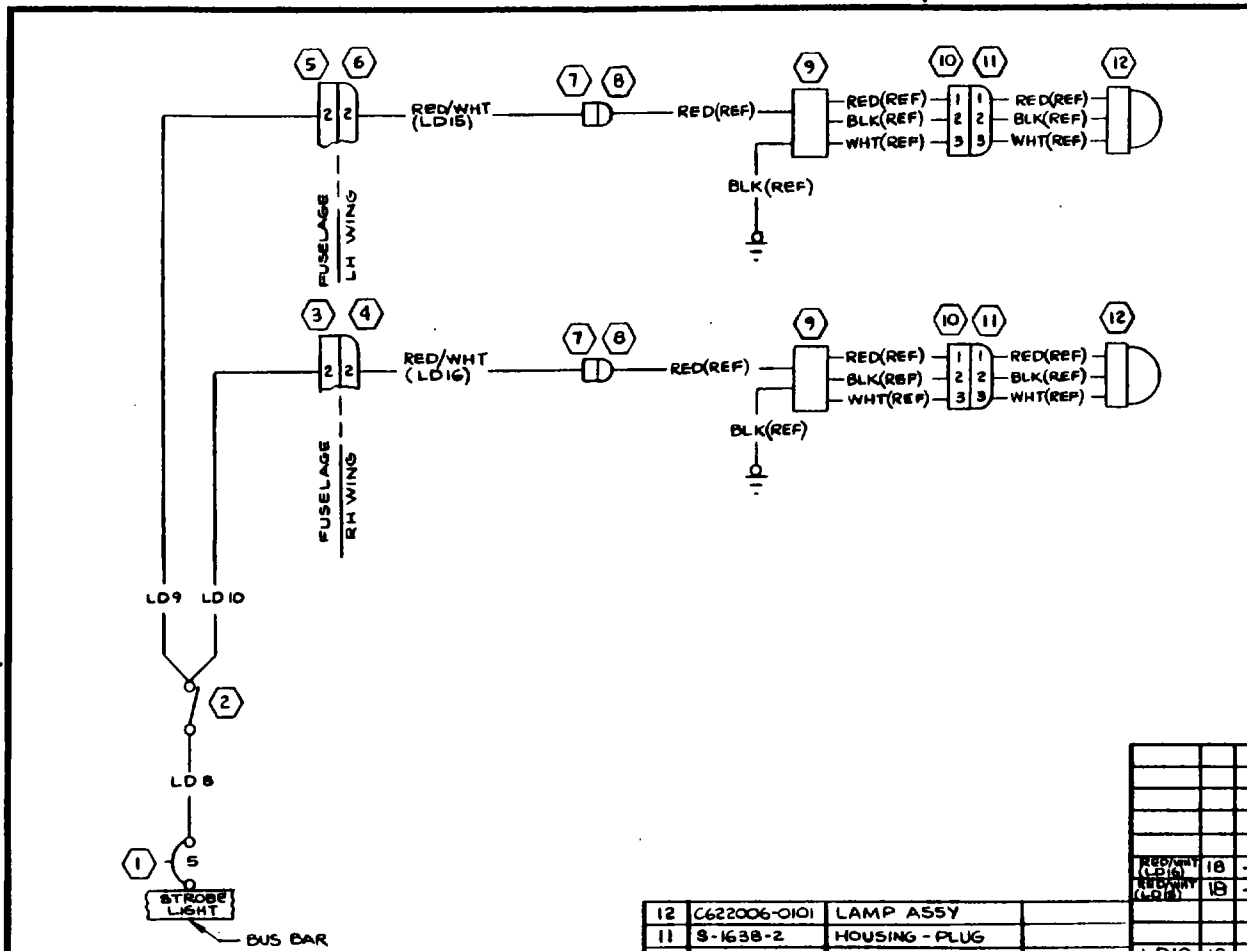 5 6 7 8 9 10 11 12
2 2 RED/WHT RED(REF) RED(REF) 1 1 RED(REF)
(LD15) BLK(REF) 2 2 BLK(REF)
WHT(REF) 3 3 WHT(REF)
BLK(REF)
FUSELAGE
LH WING
3 4 7 8 9 10 11 12
2 2 RED/WHT RED(REF) RED(REF) 1 1 RED(REF)
(LD16) BLK(REF) 2 2 BLK(REF)
WHT(REF) 3 3 WHT(REF)
BLK(REF)
FUSELAGE
RH WING
LD9 LD10
2
LD8
1 5
STROBE
LIGHT
BUS BAR
RED/WHT 18
(LD16)
RED/WHT 18
12 C622006-0101 LAMP ASSY
11 S-1638-2 HOUSING-PLUG